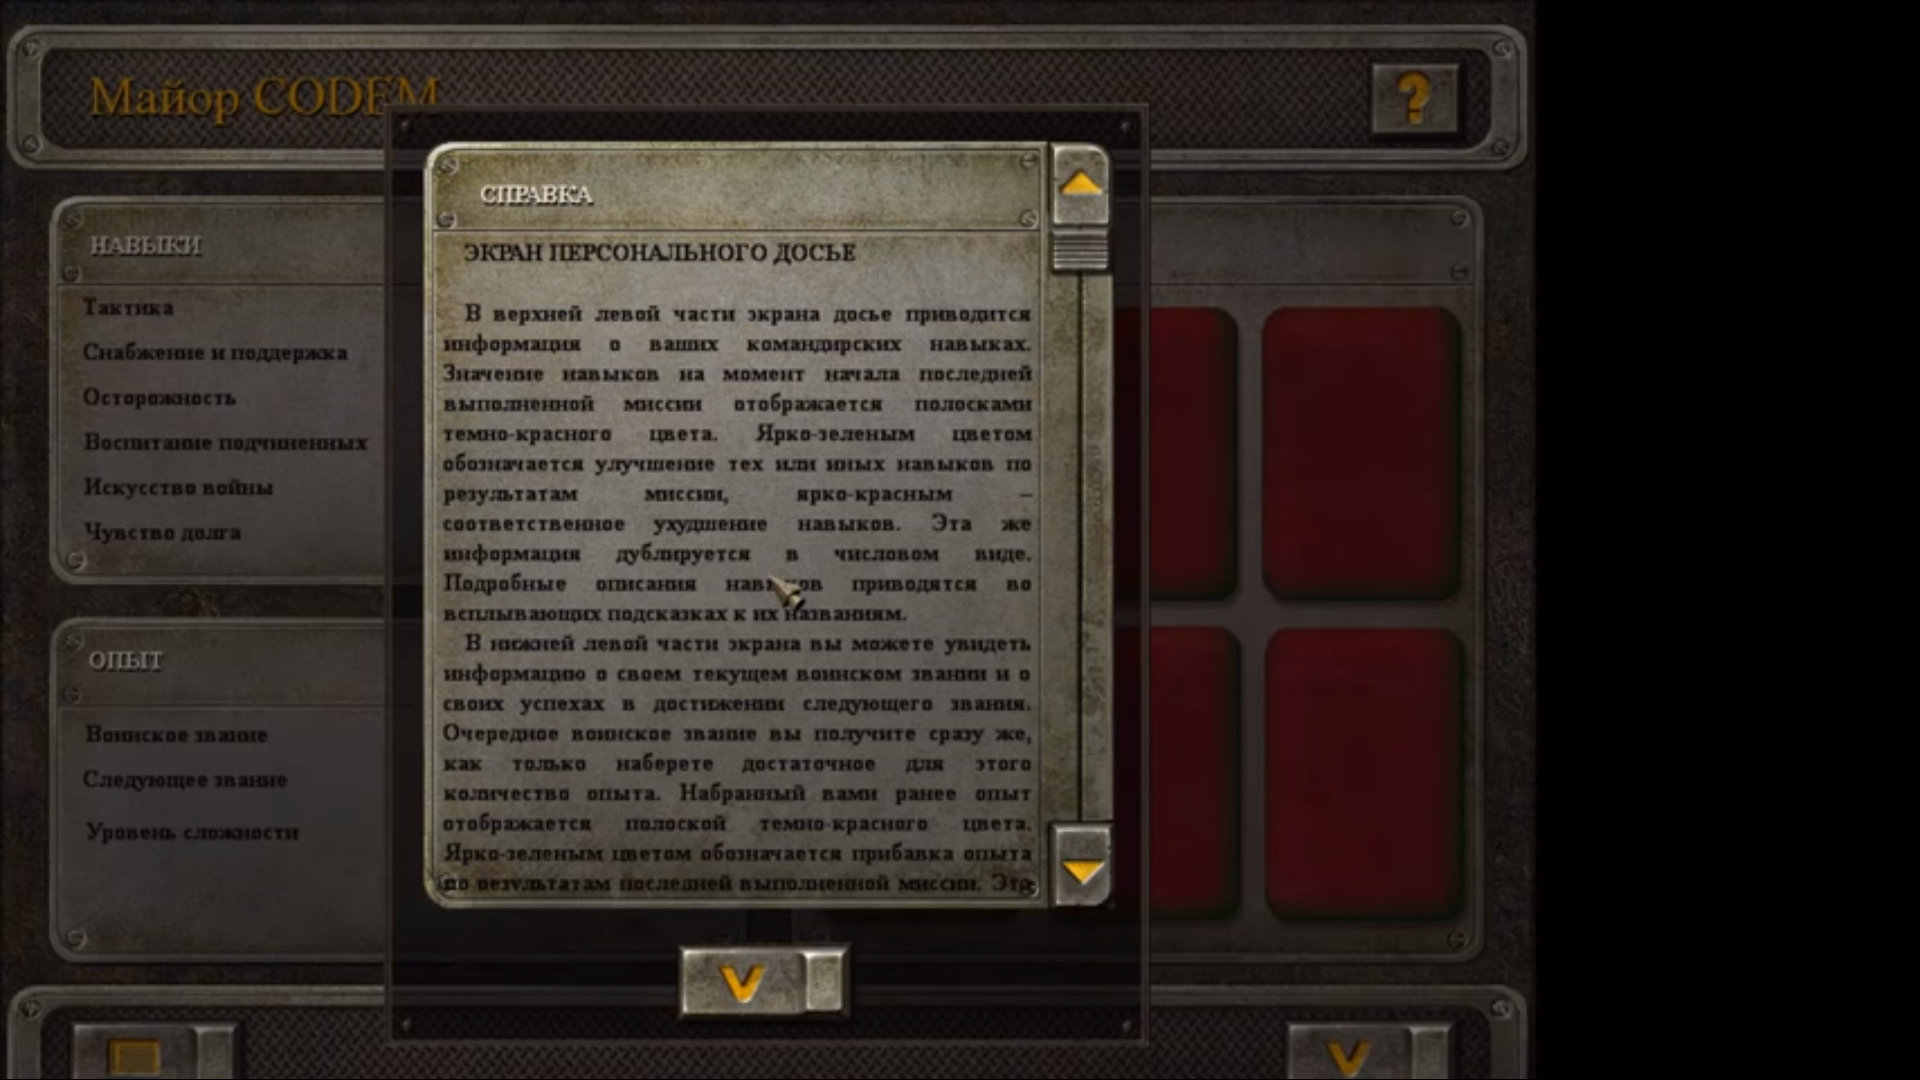 Майор CODEM
?
СПРАВКА
ЭКРАН ПЕРСОНАЛЬНОГО ДОСЬЕ
В верхней левой части экрана досье приводится
информация о ваших командирских навыках.
Значение навыков на момент начала последней
выполненной миссии отображается полосками
темно-красного цвета. Ярко-зеленым цветом
обозначается улучшение тех или иных навыков по
результатам миссии, ярко-красным –
соответственное ухудшение навыков. Эта же
информация дублируется в числовом виде.
Подробные описания навыков приводятся во
всплывающих подсказках к их названиям.
В нижней левой части экрана вы можете увидеть
информацию о своем текущем воинском звании и о
своих успехах в достижении следующего звания.
Очередное воинское звание вы получите сразу же,
как только наберете достаточное для этого
количество опыта. Набранный вами ранее опыт
отображается полоской темно-красного цвета.
Ярко-зеленым цветом обозначается прибавка опыта
по результатам последней выполненной миссии. Эта
НАВЫКИ
Тактика
Снабжение и поддержка
Осторожность
Воспитание подчиненных
Искусство войны
Чувство долга
ОПЫТ
Воинское звание
Следующее звание
Уровень сложности